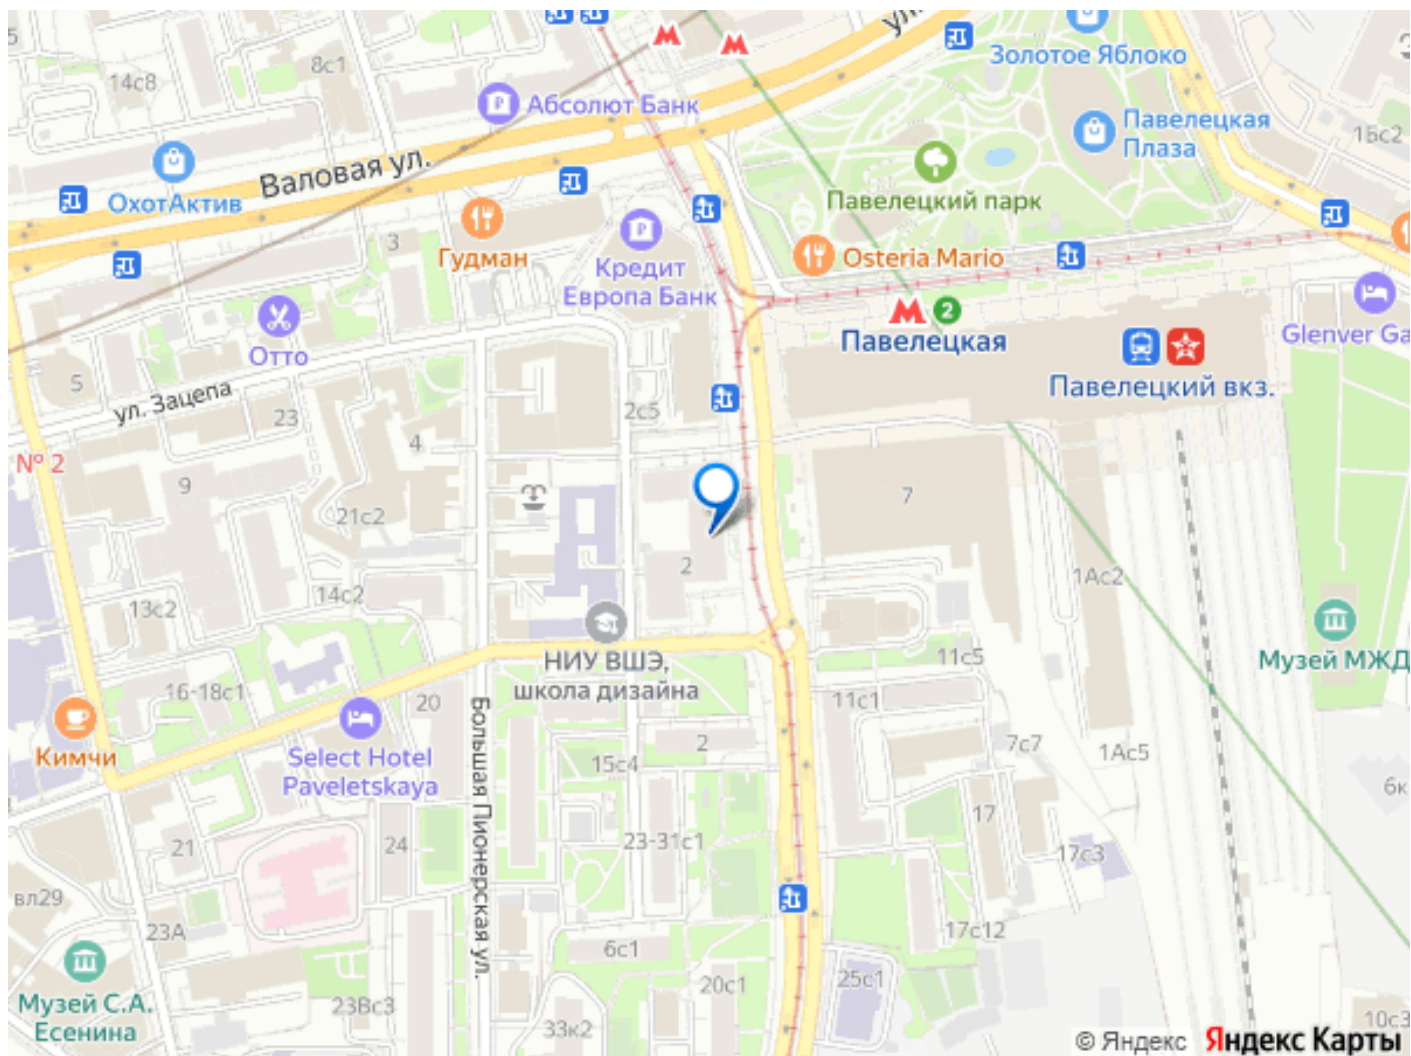 5
14с8
8с1
ул.
Золотое Яблоко
Абсолют Банк
Павелецкая
Плаза
1Бс2
Валовая ул.
ОхотАктив
Павелецкий парк
3
Гудман
Кредит
Европа Банк
Osteria Mario
2
Павелецкая
Glenver Ga
Отто
Павелецкий вкз.
5
ул. Зацепа
23
2с5
4
№ 2
9
21с2
7
2
1Ас2
14с2
13с2
НИУ ВШЭ,
школа дизайна
11с5
Музей МЖД
16-18с1
20
11с1
Большая Пионерская ул.
Кимчи
Select Hotel
Paveletskaya
2
15с4
7с7
1Ас5
6к
21
24
23-31с1
17
17с3
вл29
23А
6с1
17с12
Музей С.А.
Есенина
23Вс3
20с1
25с1
33к2
10с3
© Яндекс Яндекс Карты